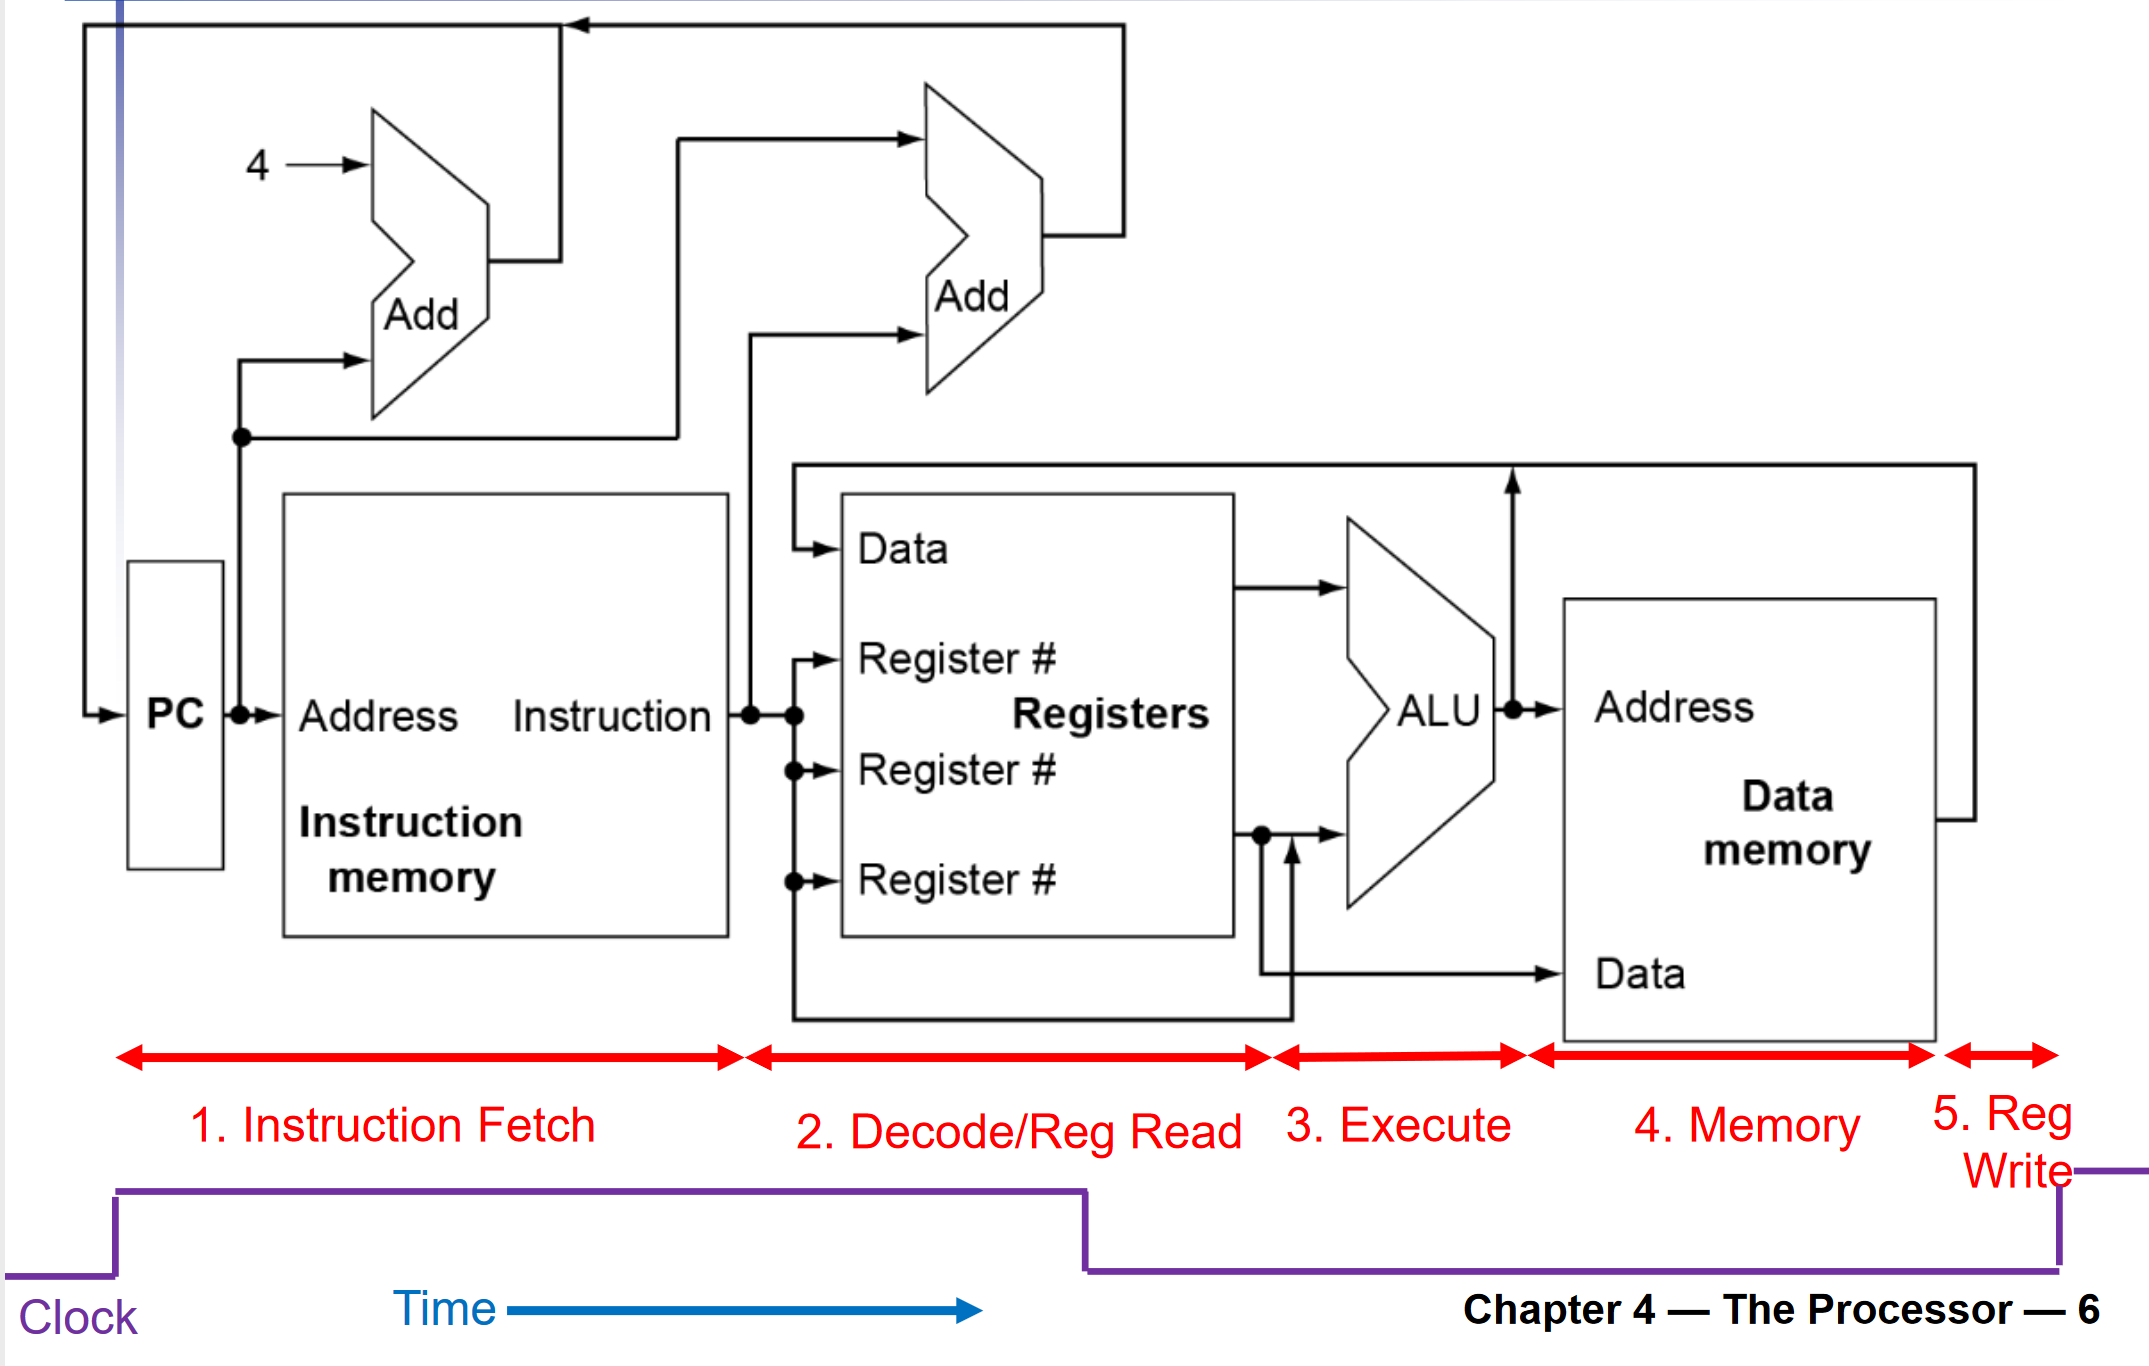 4
Add
Add
Data
Register #
PC
Address
Instruction
Registers
ALU
Address
Register #
Instruction
memory
Data
memory
Register #
Data
1. Instruction Fetch
2. Decode/Reg Read
3. Execute
4. Memory
5. Reg
Write
Clock
Time
Chapter 4 — The Processor — 6